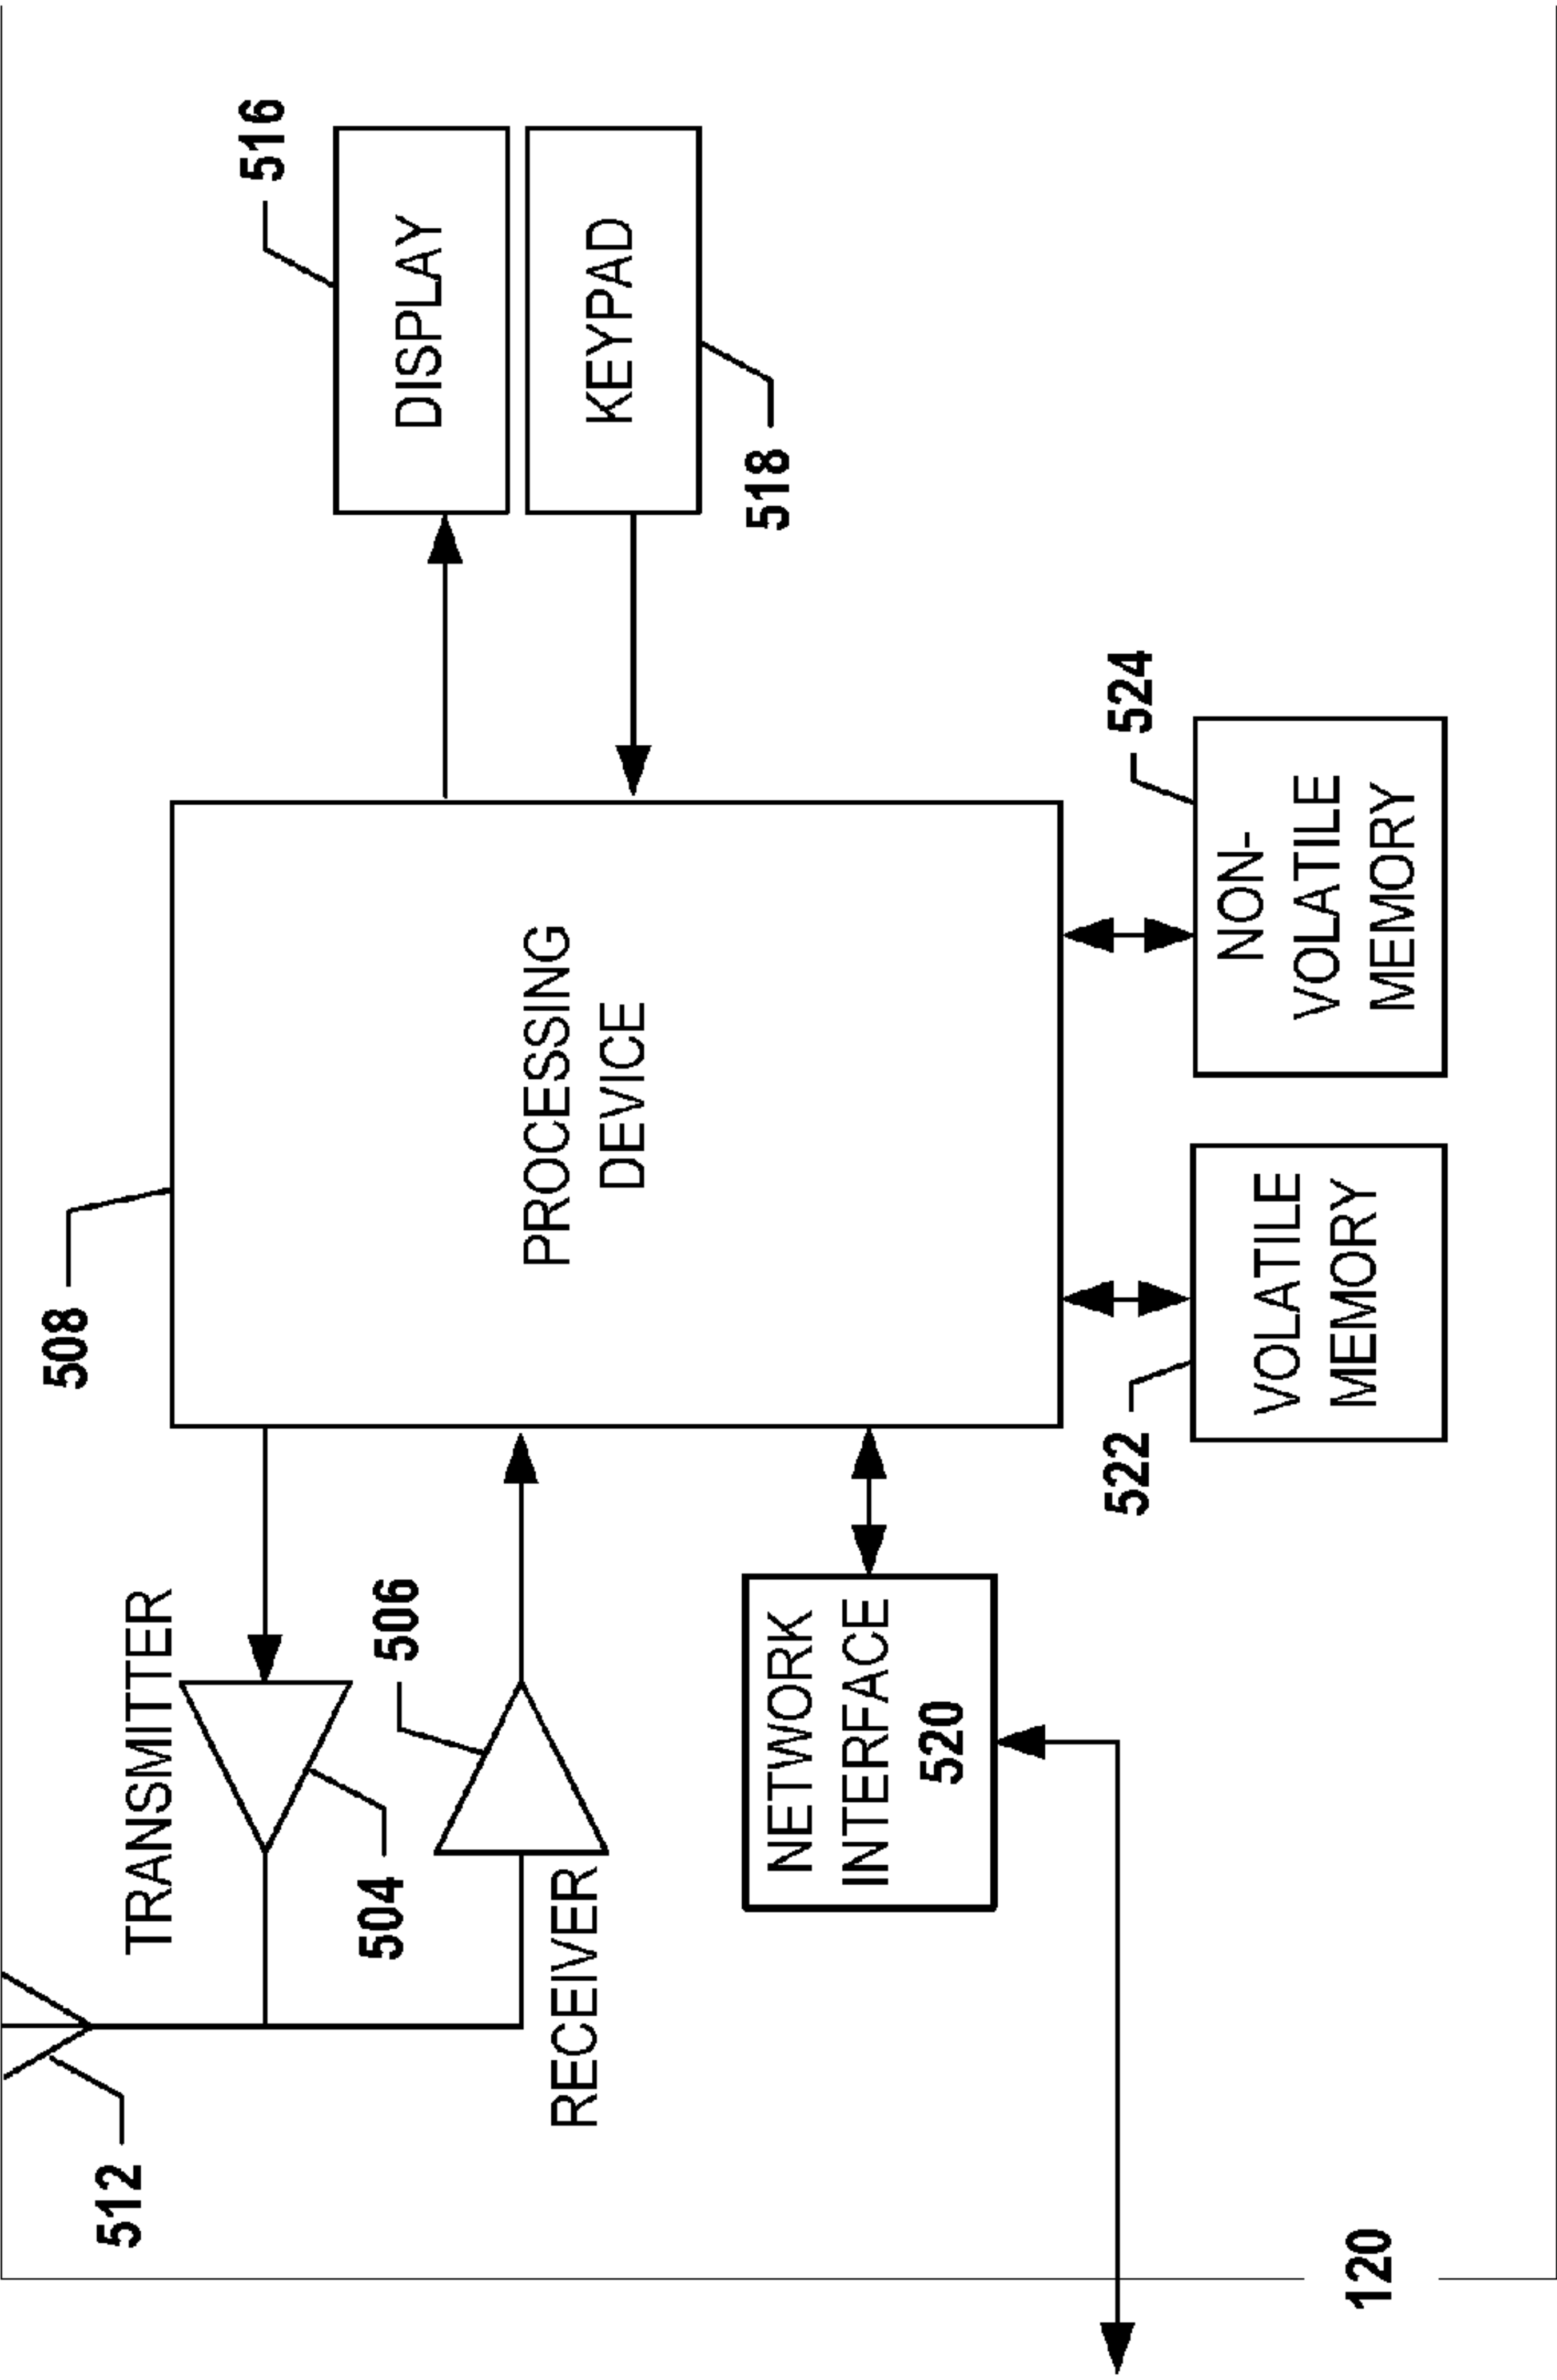 512
TRANSMITTER
508
516
504
506
RECEIVER
PROCESSING
DEVICE
DISPLAY
KEYPAD
518
NETWORK
INTERFACE
520
522
524
VOLATILE
MEMORY
NON-
VOLATILE
MEMORY
120